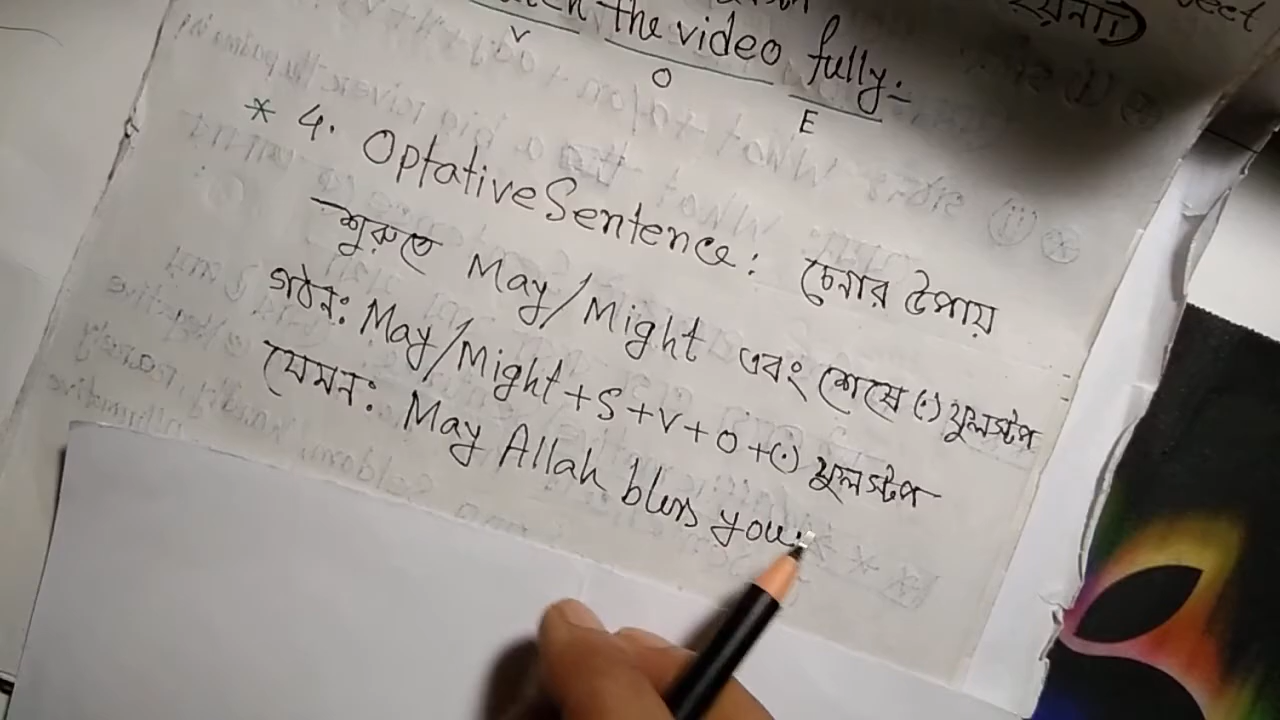 the video fully:-
V O E
* 4. Optative Sentence: চেনার উপায়
শুরুতে May/Might এবং শেষে (.) ফুলস্টপ
গঠন: May/Might + S + V + O + (.) ফুলস্টপ
যেমন: May Allah bless you.